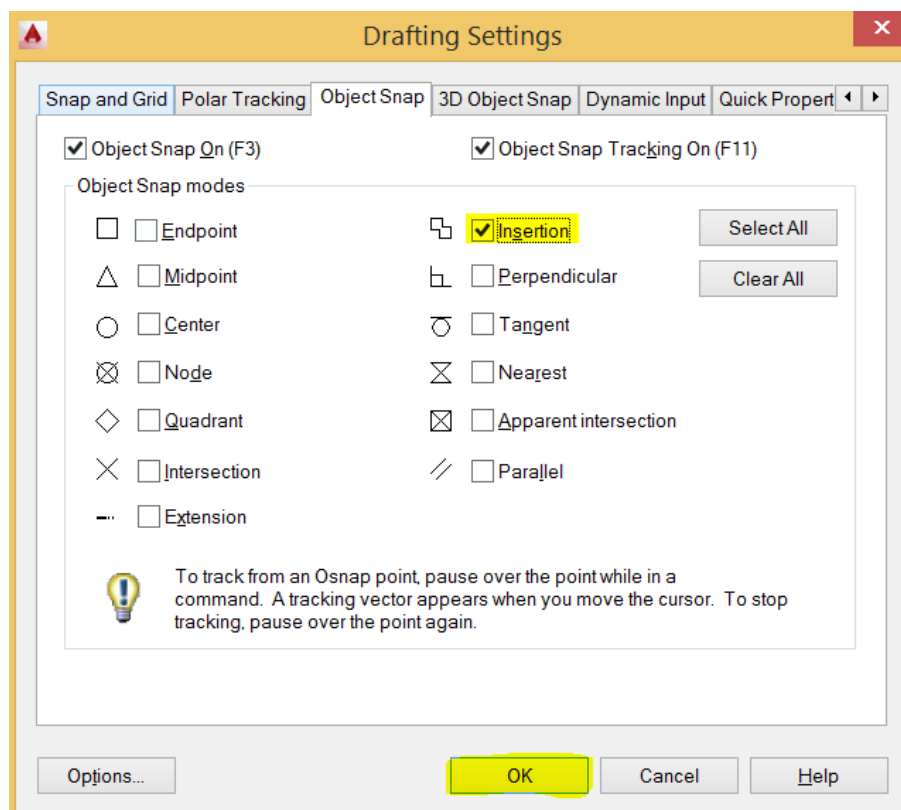 Drafting Settings
Snap and Grid Polar Tracking Object Snap 3D Object Snap Dynamic Input Quick Propert
Object Snap On (F3) Object Snap Tracking On (F11)
Object Snap modes
Endpoint Insertion Select All
Midpoint Perpendicular Clear All
Center Tangent
Node Nearest
Quadrant Apparent intersection
Intersection Parallel
Extension
To track from an Osnap point, pause over the point while in a
command. A tracking vector appears when you move the cursor. To stop
tracking, pause over the point again.
Options... OK Cancel Help